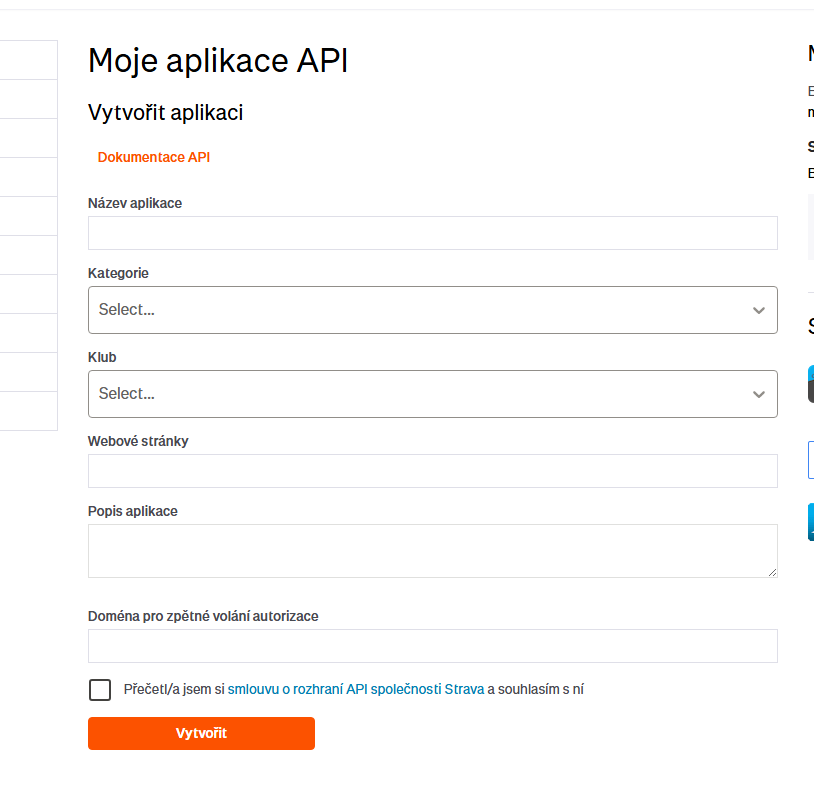 Moje aplikace API
Vytvořit aplikaci
Dokumentace API
Název aplikace
Kategorie
Select...
Klub
Select...
Webové stránky
Popis aplikace
Doména pro zpětné volání autorizace
Přečetl/a jsem si smlouvu o rozhraní API společnosti Strava a souhlasím s ní
Vytvořit